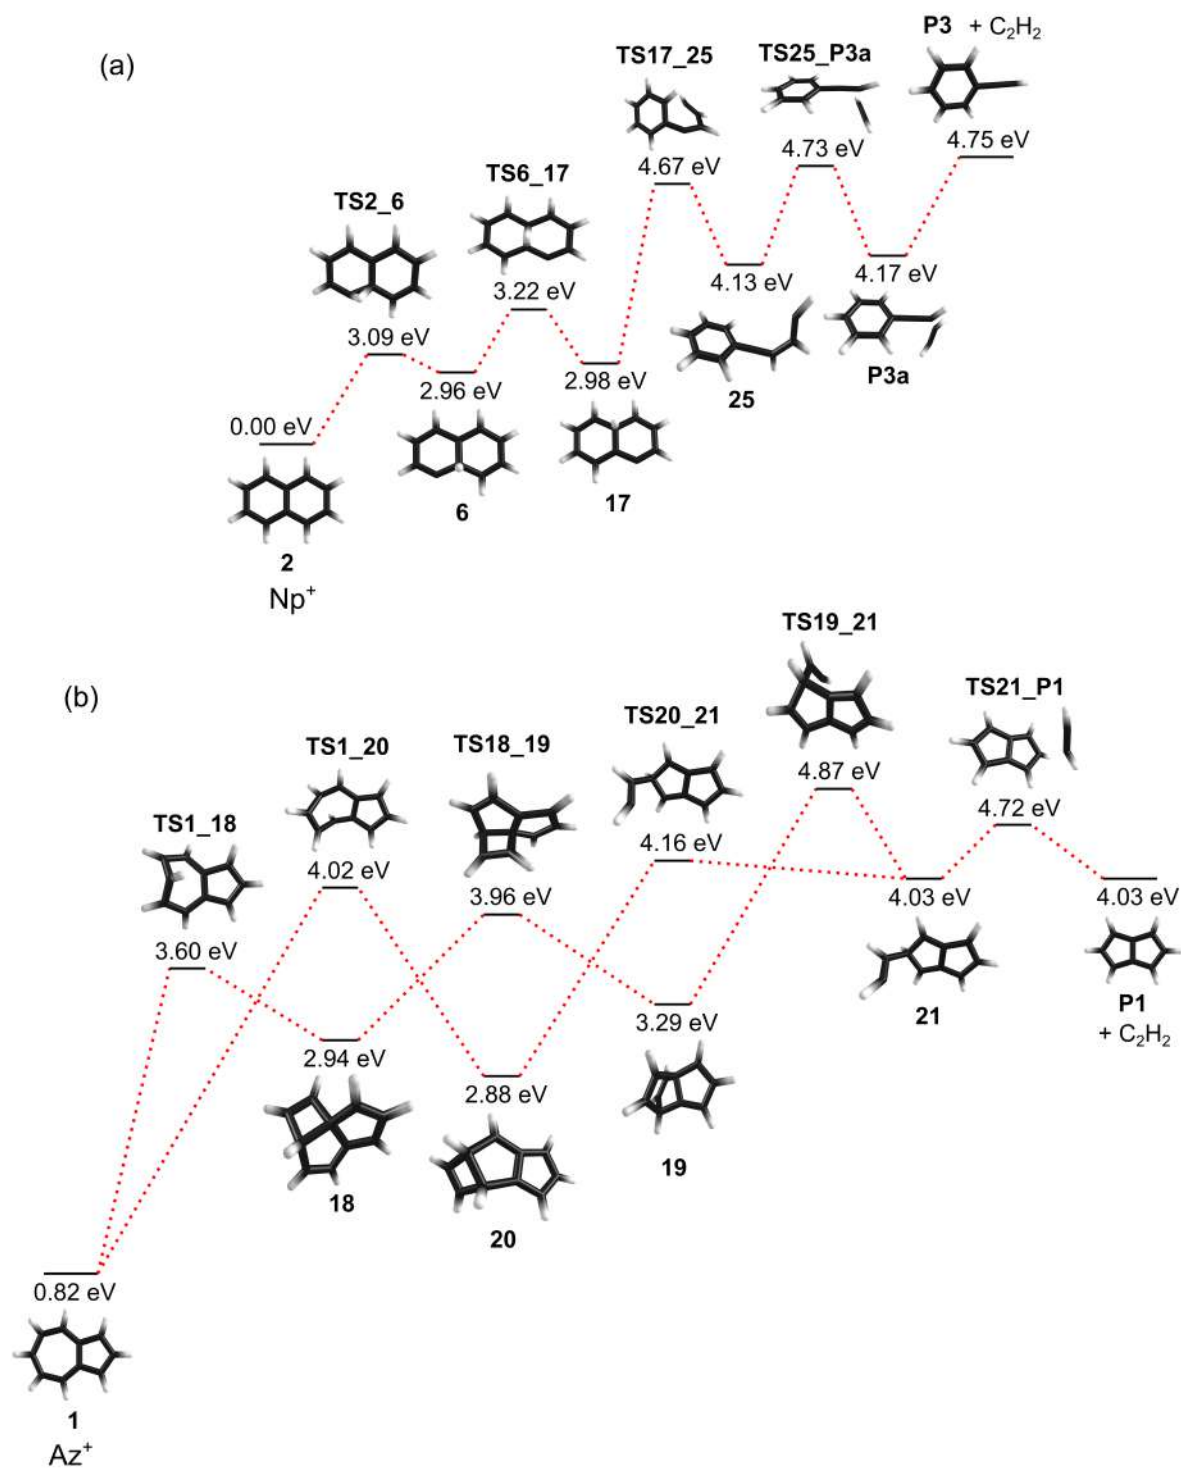 (a)
P3 + C₂H₂
TS17_25
TS25_P3a
4.75 eV
4.67 eV
4.73 eV
TS6_17
TS2_6
3.22 eV
4.13 eV
4.17 eV
3.09 eV
2.96 eV
2.98 eV
25
P3a
0.00 eV
6
17
2
Np⁺
(b)
TS19_21
TS1_20
TS18_19
TS20_21
TS21_P1
TS1_18
4.87 eV
4.72 eV
4.02 eV
3.96 eV
4.16 eV
4.03 eV
4.03 eV
3.60 eV
2.94 eV
2.88 eV
3.29 eV
21
P1
+ C₂H₂
18
20
19
0.82 eV
1
Az⁺